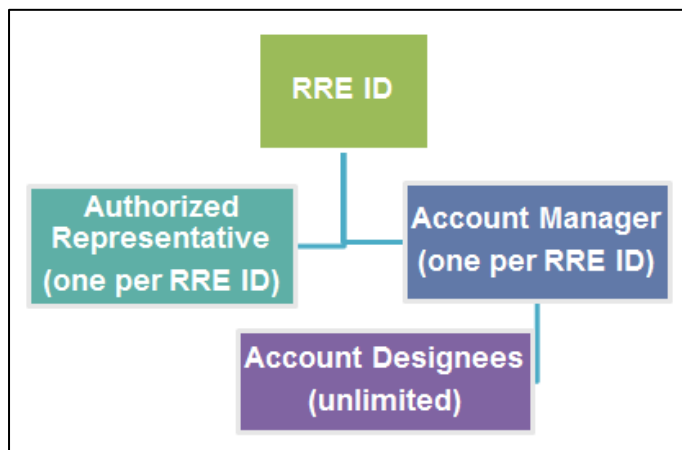 RRE ID
Authorized
Representative
(one per RRE ID)
Account Manager
(one per RRE ID)
Account Designees
(unlimited)